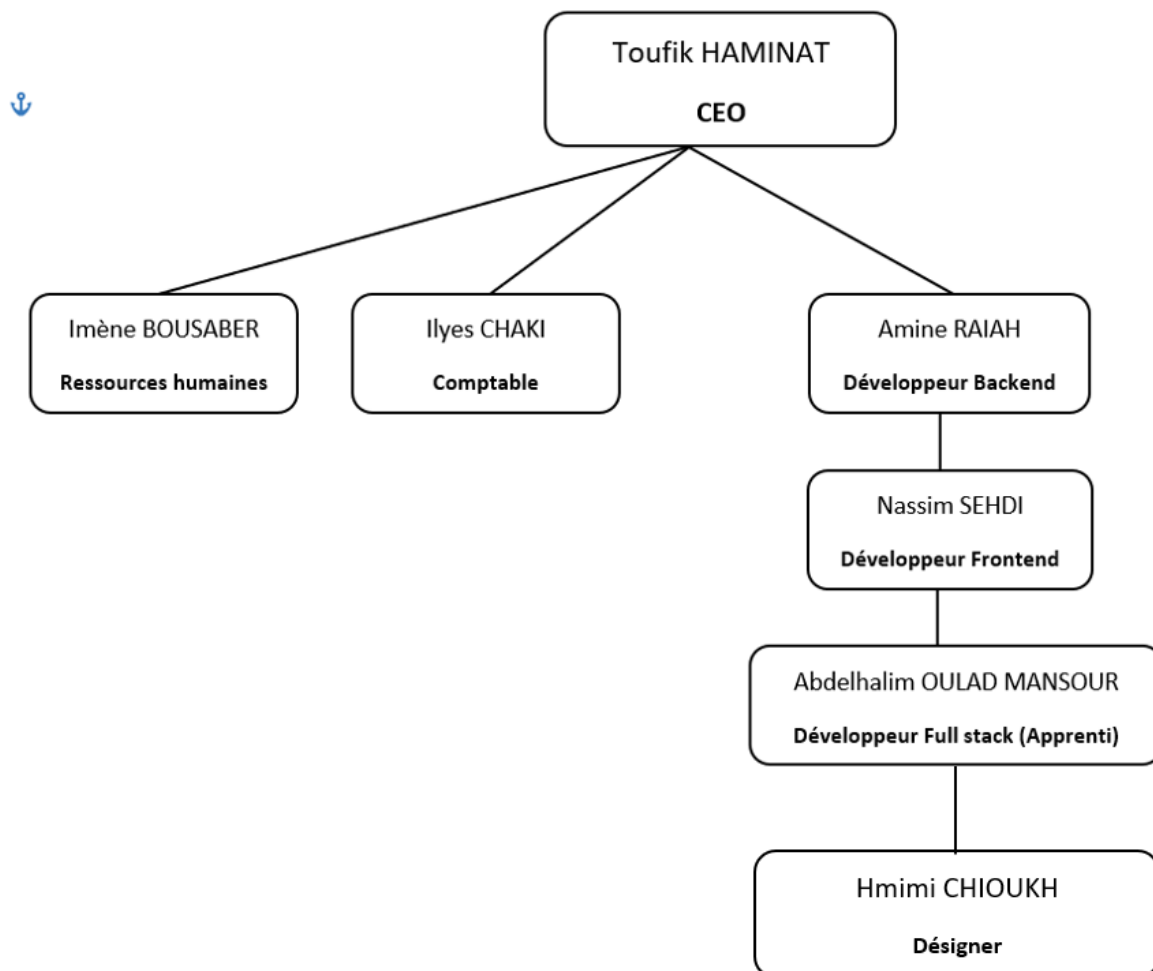 Toufik HAMINAT
CEO
Imène BOUSABER
Ressources humaines
Ilyes CHAKI
Comptable
Amine RAIAH
Développeur Backend
Nassim SEHDI
Développeur Frontend
Abdelhalim OULAD MANSOUR
Développeur Full stack (Apprenti)
Hmimi CHIOUKH
Désigner